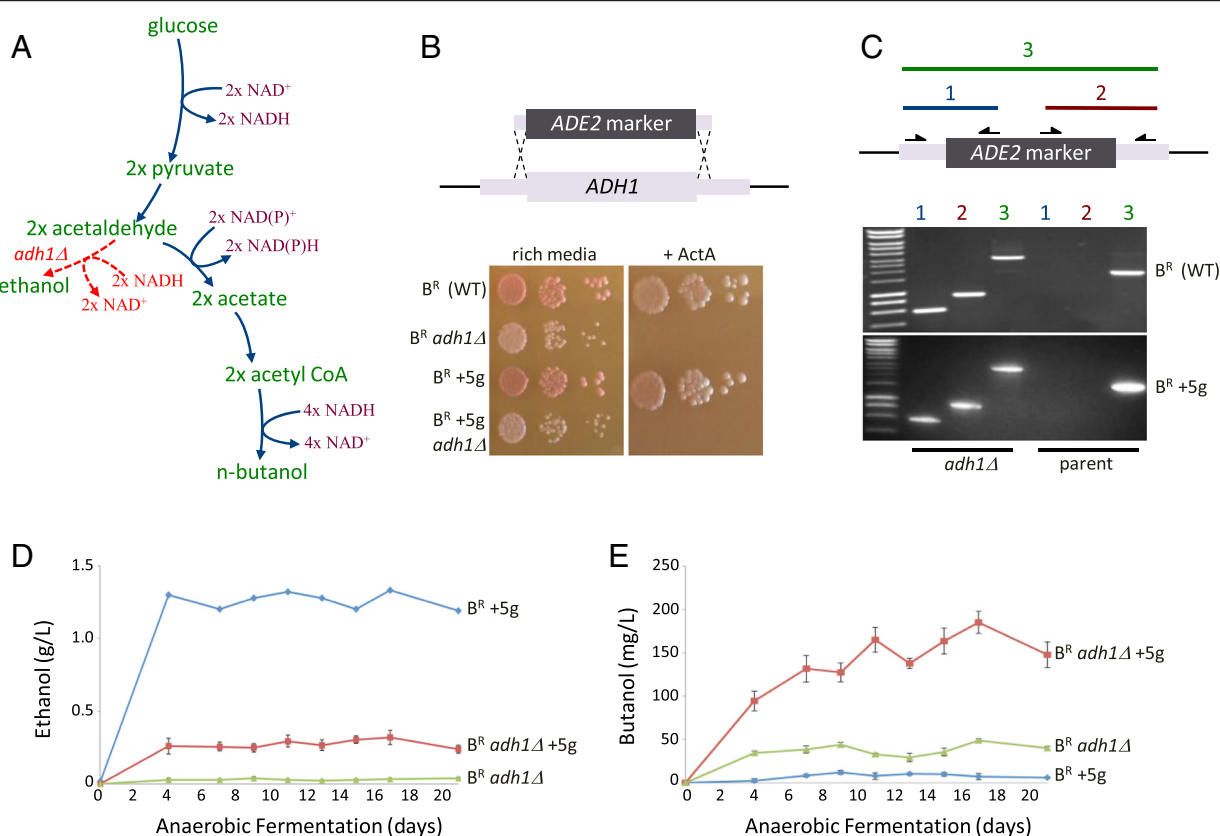 A
glucose
2x NAD+
2x NADH
2x pyruvate
2x acetaldehyde
2x NAD(P)+
2x NAD(P)H
adh1Δ
ethanol
2x NADH
2x NAD+
2x acetate
2x acetyl CoA
4x NADH
4x NAD+
n-butanol
B
ADE2 marker
ADH1
rich media
+ ActA
BR (WT)
BR adh1Δ
BR +5g
BR +5g
adh1Δ
C
3
1
2
ADE2 marker
1 2 3 1 2 3
BR (WT)
BR +5g
adh1Δ
parent
D
1.5
1.0
0.5
0
Ethanol (g/L)
0 2 4 6 8 10 12 14 16 18 20
Anaerobic Fermentation (days)
BR +5g
BR adh1Δ +5g
BR adh1Δ
E
250
200
150
100
50
0
Butanol (mg/L)
0 2 4 6 8 10 12 14 16 18 20
Anaerobic Fermentation (days)
BR adh1Δ +5g
BR adh1Δ
BR +5g